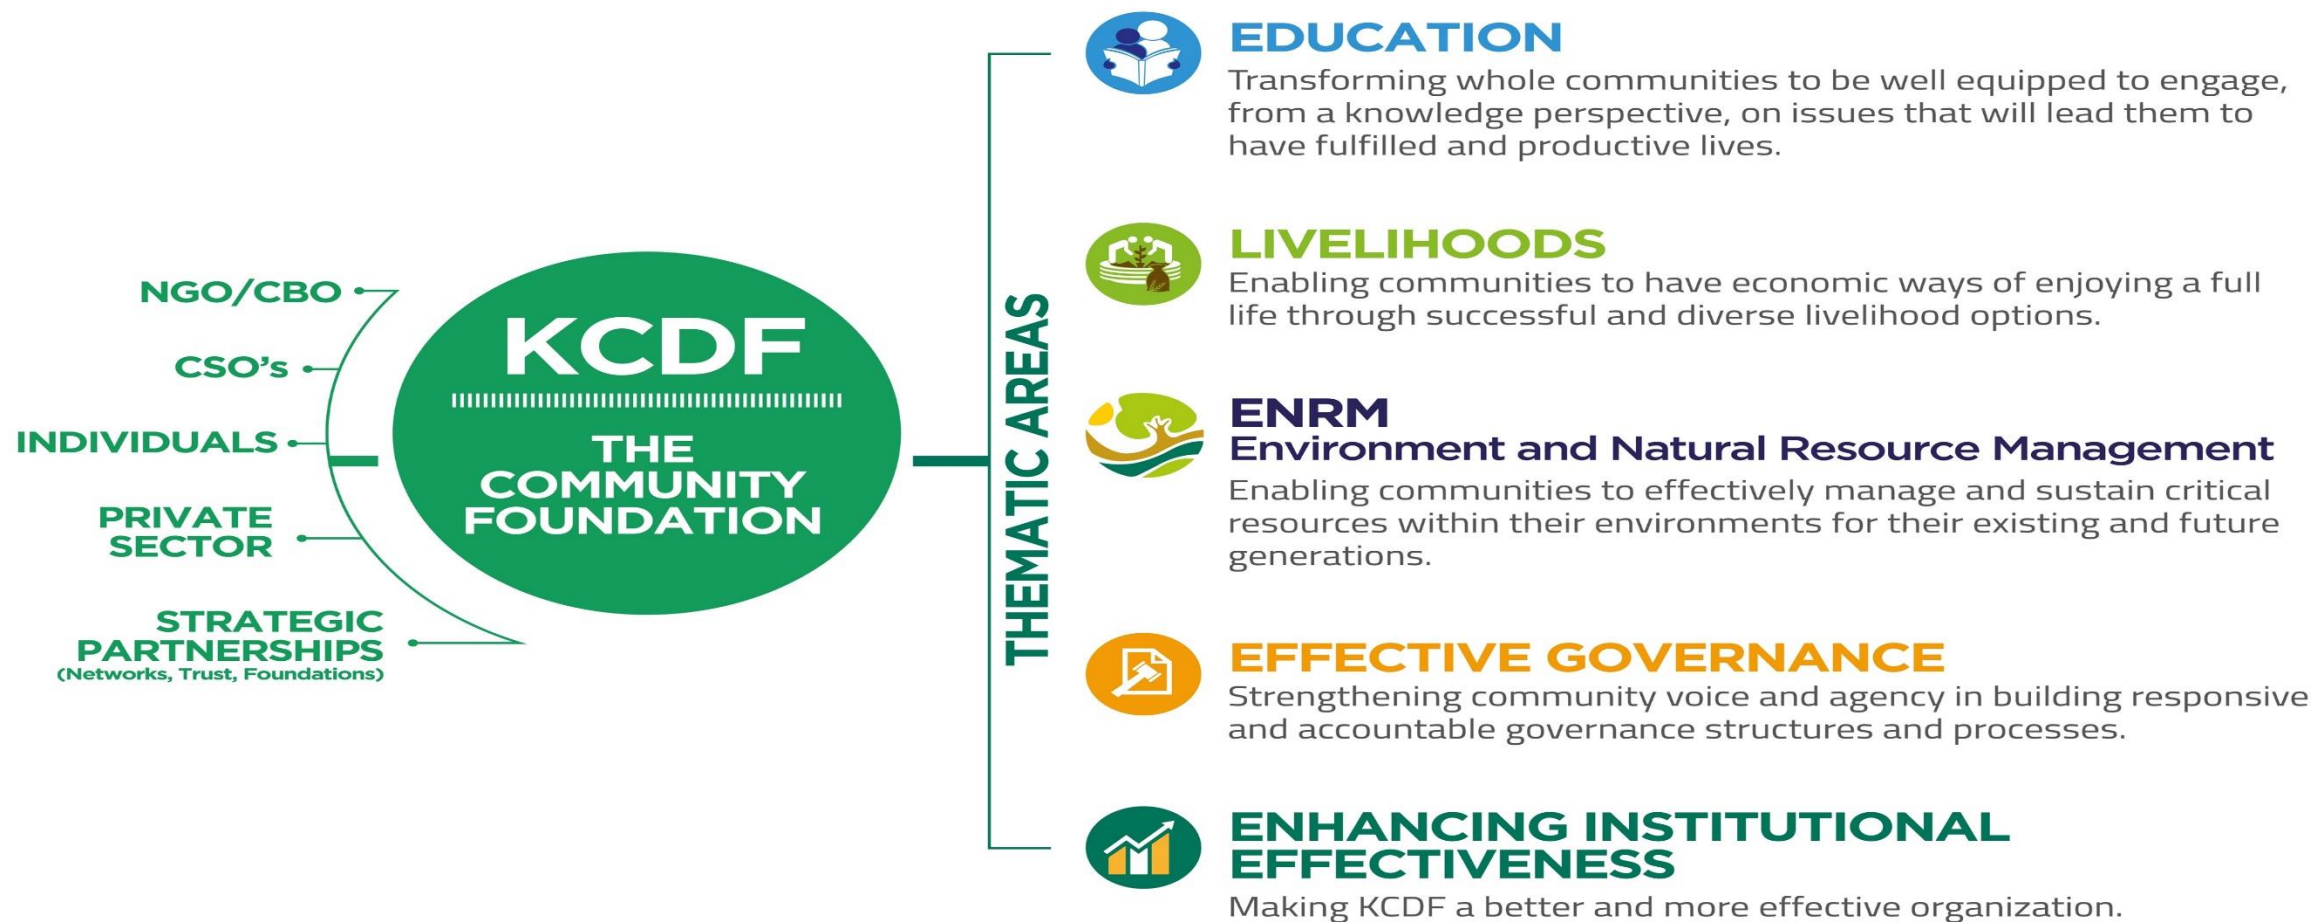 NGO/CBO
CSO's
INDIVIDUALS
PRIVATE
SECTOR
STRATEGIC
PARTNERSHIPS
(Networks, Trust, Foundations)
KCDF
THE
COMMUNITY
FOUNDATION
THEMATIC AREAS
EDUCATION
Transforming whole communities to be well equipped to engage,
from a knowledge perspective, on issues that will lead them to
have fulfilled and productive lives.
LIVELIHOODS
Enabling communities to have economic ways of enjoying a full
life through successful and diverse livelihood options.
ENRM
Environment and Natural Resource Management
Enabling communities to effectively manage and sustain critical
resources within their environments for their existing and future
generations.
EFFECTIVE GOVERNANCE
Strengthening community voice and agency in building responsive
and accountable governance structures and processes.
ENHANCING INSTITUTIONAL
EFFECTIVENESS
Making KCDF a better and more effective organization.